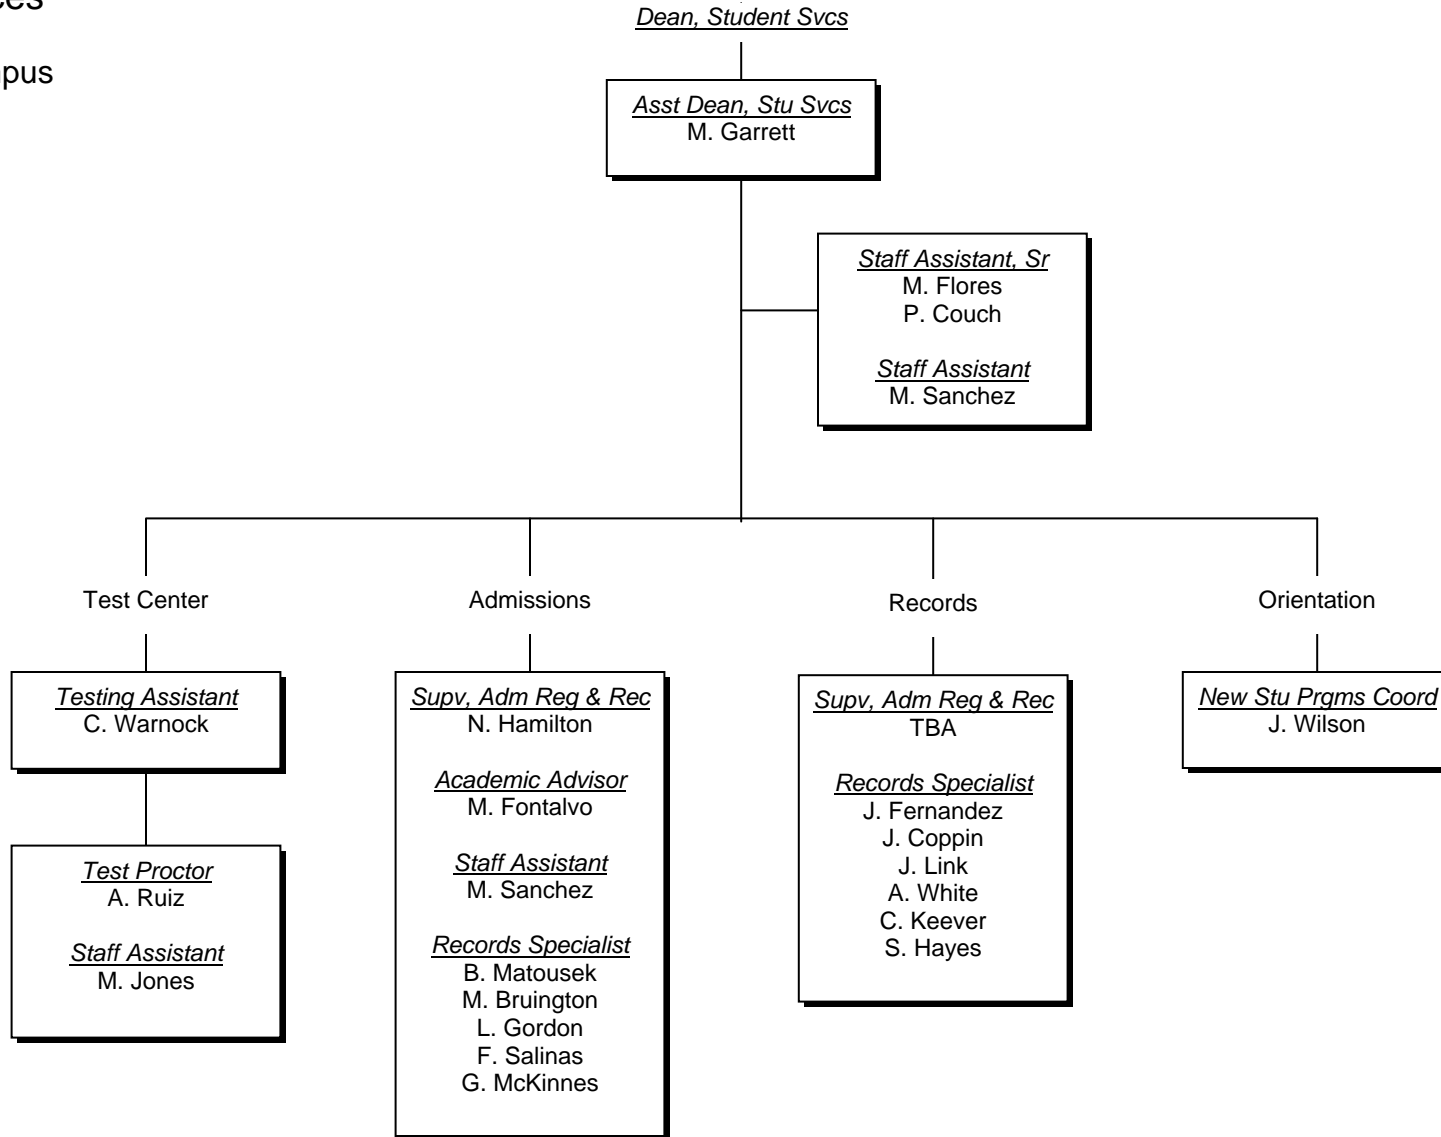 Dean, Student Svcs
Asst Dean, Stu Svcs
M. Garrett
Staff Assistant, Sr
M. Flores
P. Couch
Staff Assistant
M. Sanchez
Test Center
Testing Assistant
C. Warnock
Test Proctor
A. Ruiz
Staff Assistant
M. Jones
Admissions
Supv, Adm Reg & Rec
N. Hamilton
Academic Advisor
M. Fontalvo
Staff Assistant
M. Sanchez
Records Specialist
B. Matousek
M. Bruington
L. Gordon
F. Salinas
G. McKinnes
Records
Supv, Adm Reg & Rec
TBA
Records Specialist
J. Fernandez
J. Coppin
J. Link
A. White
C. Keever
S. Hayes
Orientation
New Stu Prgms Coord
J. Wilson